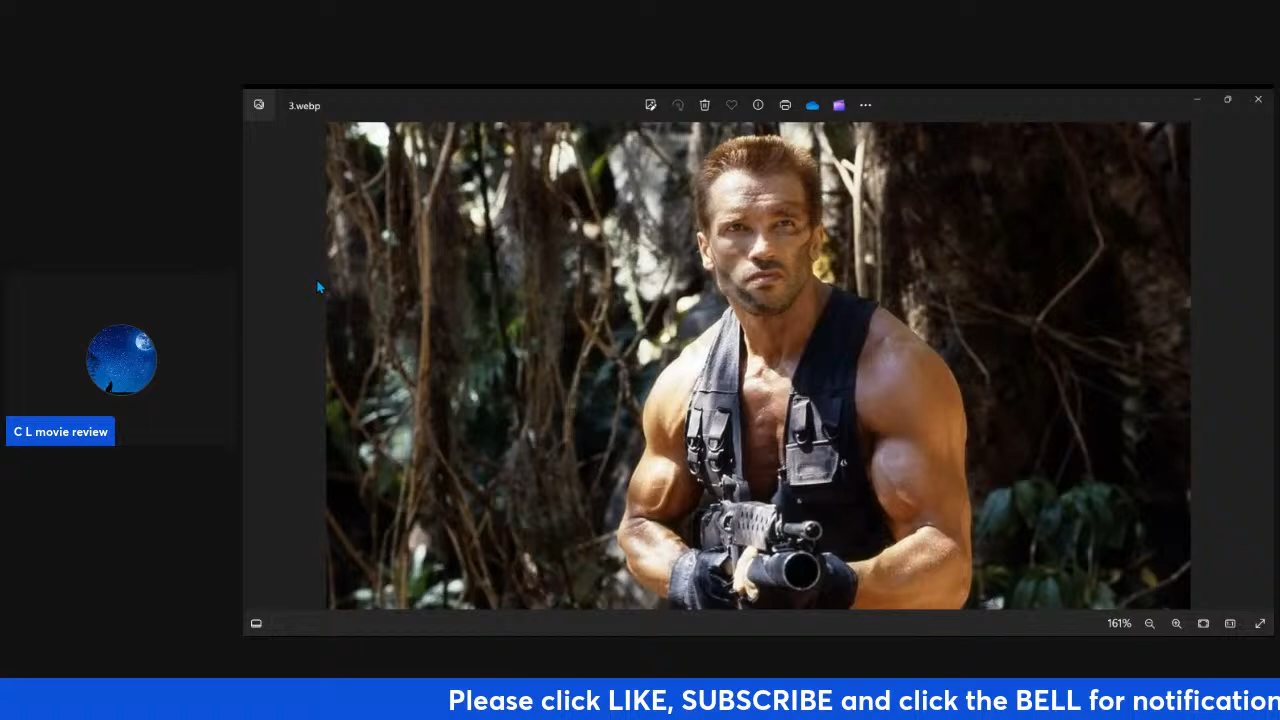 3.webp
C L movie review
161%
Please click LIKE, SUBSCRIBE and click the BELL for notification